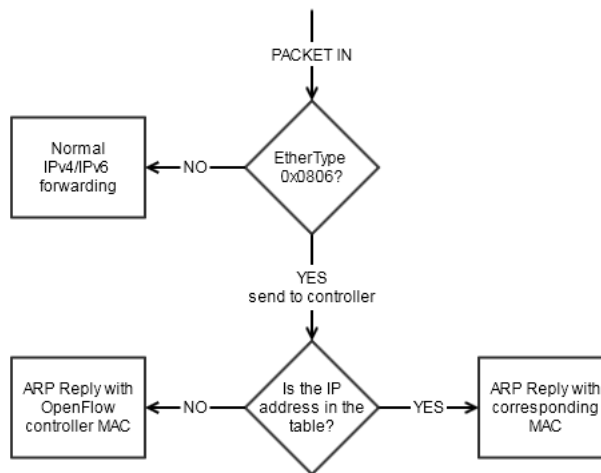 PACKET IN
EtherType
0x0806?
NO
Normal
IPv4/IPv6
forwarding
YES
send to controller
Is the IP
address in the
table?
NO
ARP Reply with
OpenFlow
controller MAC
YES
ARP Reply with
corresponding
MAC